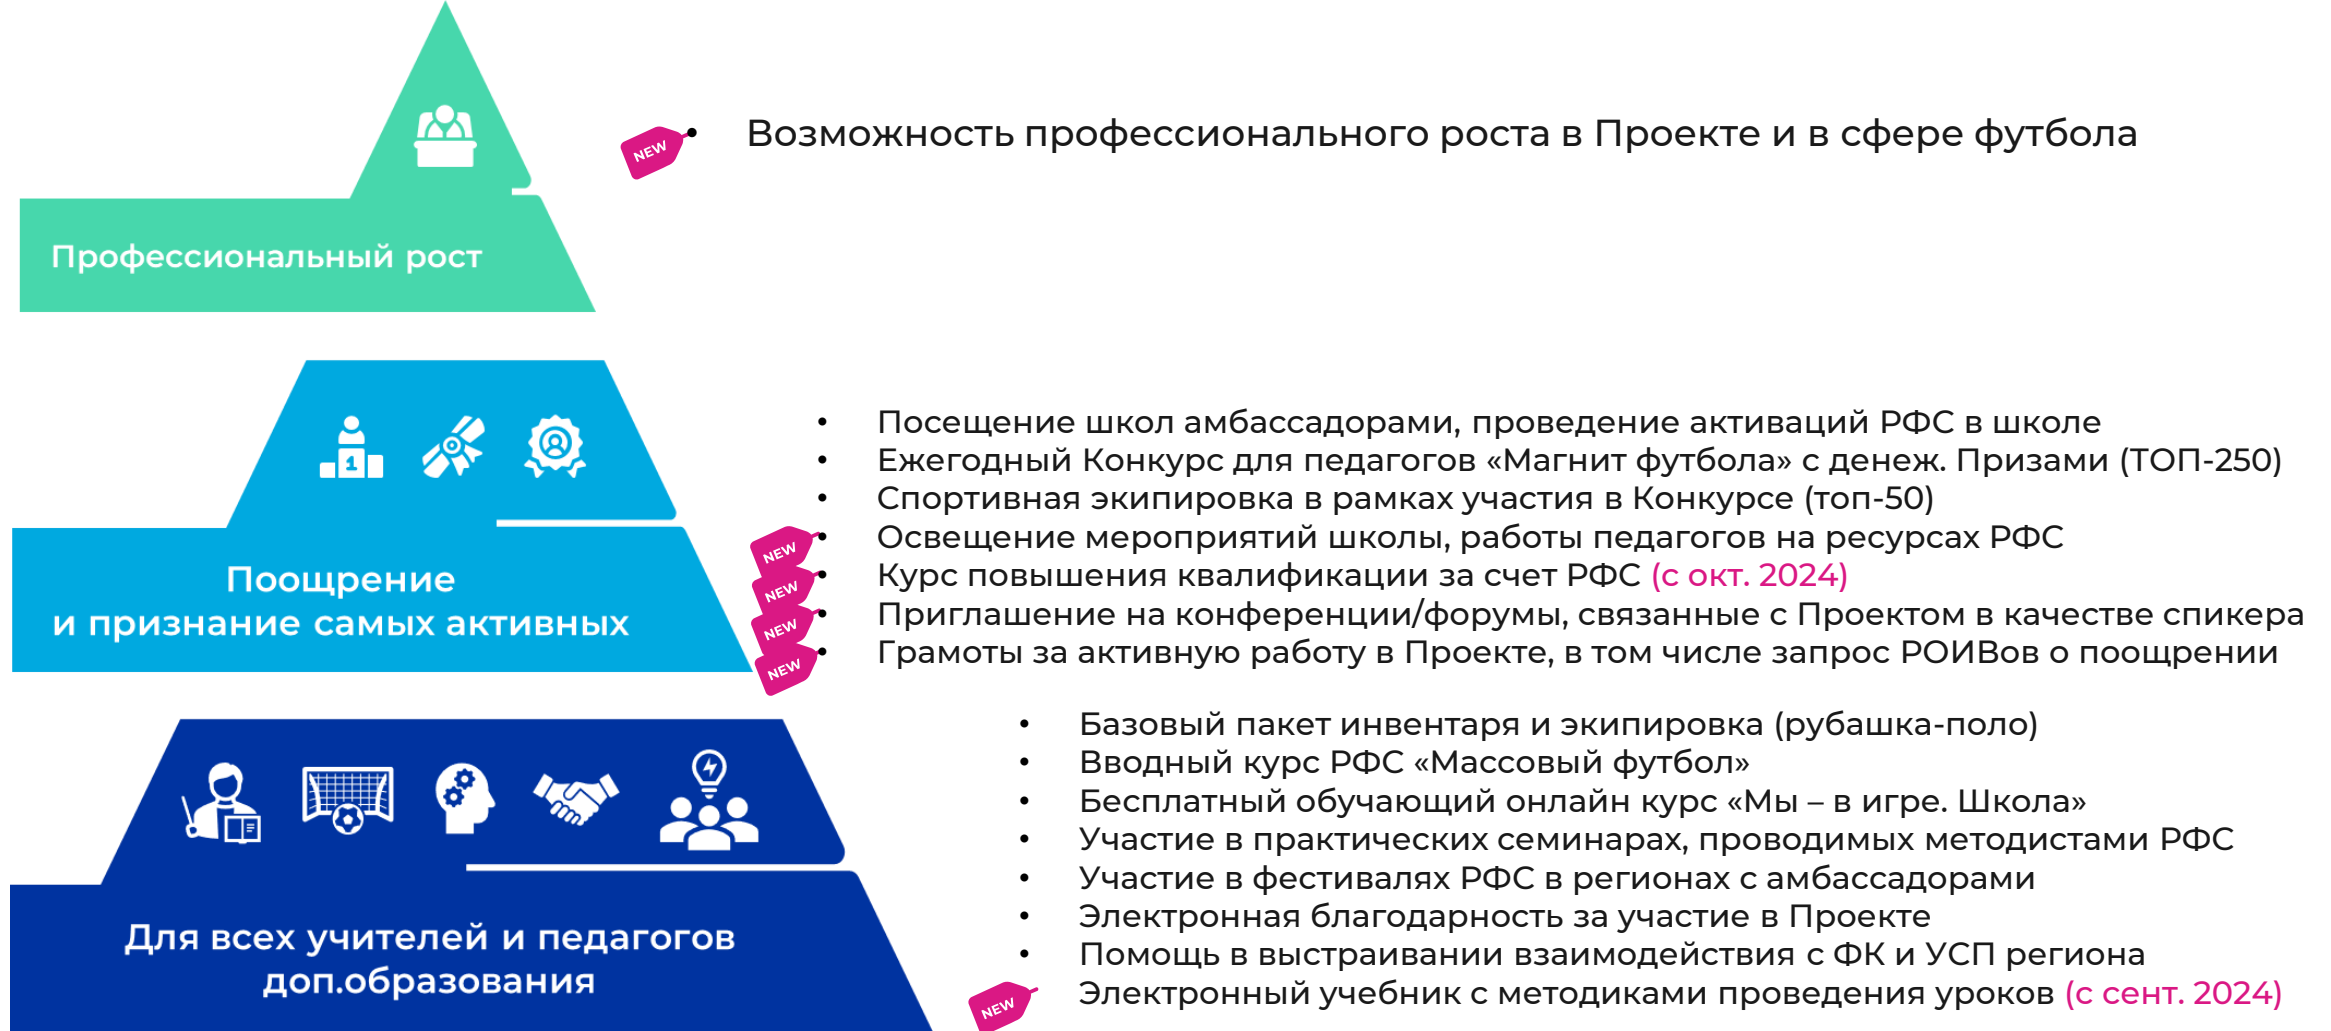 NEW
Возможность профессионального роста в Проекте и в сфере футбола
Профессиональный рост
1
Поощрение
и признание самых активных
Посещение школ амбассадорами, проведение активаций РФС в школе
Ежегодный Конкурс для педагогов «Магнит футбола» с денеж. Призами (ТОП-250)
Спортивная экипировка в рамках участия в Конкурсе (топ-50)
NEW
Освещение мероприятий школы, работы педагогов на ресурсах РФС
NEW
Курс повышения квалификации за счет РФС (с окт. 2024)
NEW
Приглашение на конференции/форумы, связанные с Проектом в качестве спикера
NEW
Грамоты за активную работу в Проекте, в том числе запрос РОИВов о поощрении
Для всех учителей и педагогов
доп.образования
Базовый пакет инвентаря и экипировка (рубашка-поло)
Вводный курс РФС «Массовый футбол»
Бесплатный обучающий онлайн курс «Мы – в игре. Школа»
Участие в практических семинарах, проводимых методистами РФС
Участие в фестивалях РФС в регионах с амбассадорами
Электронная благодарность за участие в Проекте
Помощь в выстраивании взаимодействия с ФК и УСП региона
NEW
Электронный учебник с методиками проведения уроков (с сент. 2024)